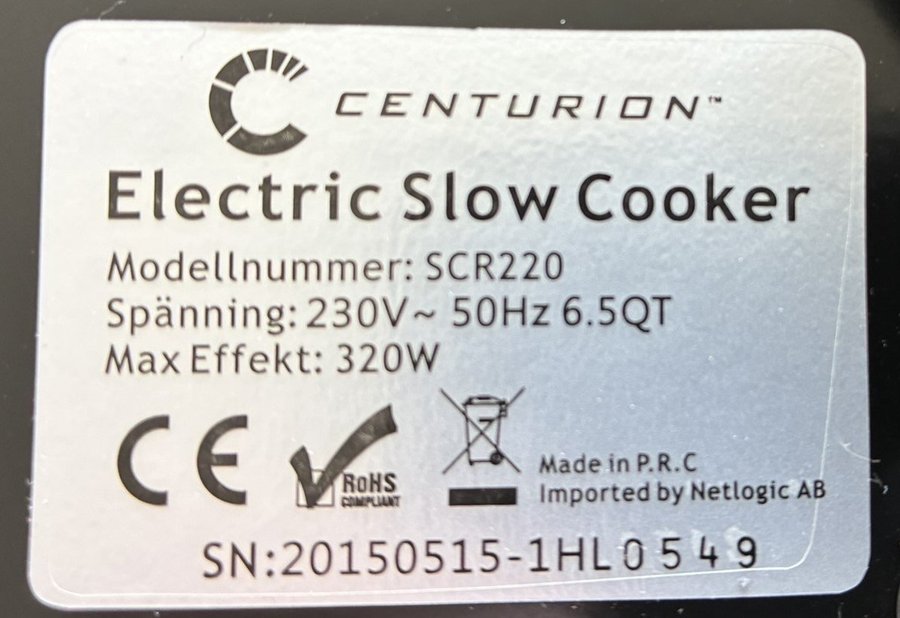 CENTURION™
Electric Slow Cooker
Modellnummer: SCR220
Spänning: 230V~ 50Hz 6.5QT
Max Effekt: 320W
CE
RoHS
COMPLIANT
Made in P.R.C
Imported by Netlogic AB
SN:20150515-1HL0549